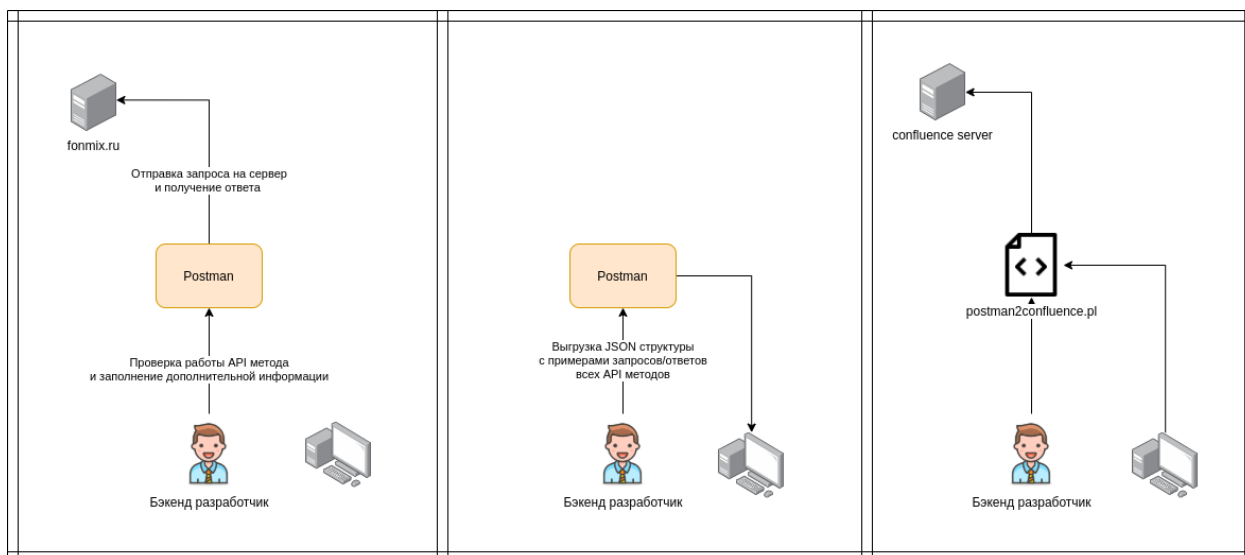 fonmix.ru
Отправка запроса на сервер
и получение ответа
Postman
Проверка работы API метода
и заполнение дополнительной информации
Бэкенд разработчик
Postman
Выгрузка JSON структуры
с примерами запросов/ответов
всех API методов
Бэкенд разработчик
confluence server
postman2confluence.pl
Бэкенд разработчик